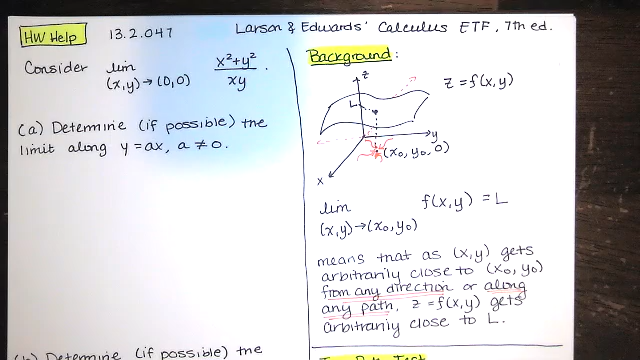 HW Help 13.2.047 Larson & Edwards' Calculus ETF, 7th ed.
Consider lim (x,y)→(0,0) x²+y² / xy .
(a) Determine (if possible) the
limit along y=ax, a≠0.
(b) Determine (if possible) the
Background:
z
z = f(x,y)
L
y
(x₀, y₀, 0)
x
lim f(x,y) = L
(x,y)→(x₀,y₀)
means that as (x,y) gets
arbitrarily close to (x₀,y₀)
from any direction or along
any path, z = f(x,y) gets
arbitrarily close to L.